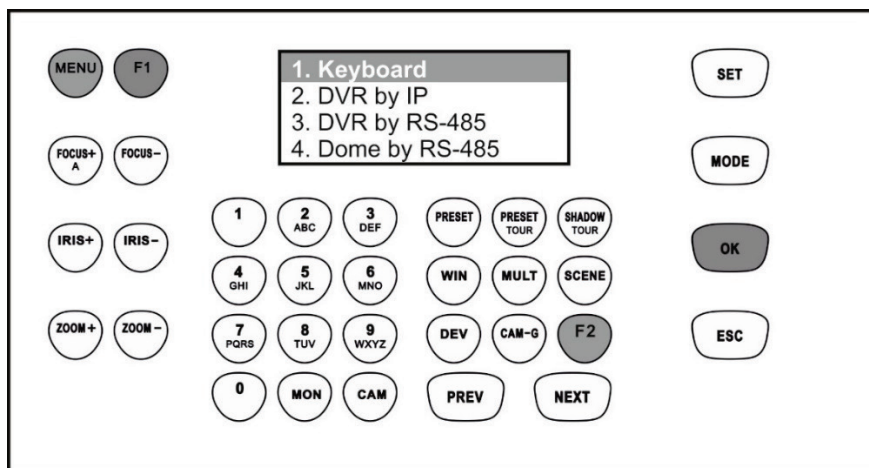 MENU
F1
1. Keyboard
2. DVR by IP
3. DVR by RS-485
4. Dome by RS-485
SET
FOCUS+
A
FOCUS-
MODE
1
2
ABC
3
DEF
PRESET
PRESET
TOUR
SHADOW
TOUR
IRIS+
IRIS-
OK
4
GHI
5
JKL
6
MNO
WIN
MULT
SCENE
ZOOM+
ZOOM-
7
PQRS
8
TUV
9
WXYZ
DEV
CAM-G
F2
ESC
0
MON
CAM
PREV
NEXT